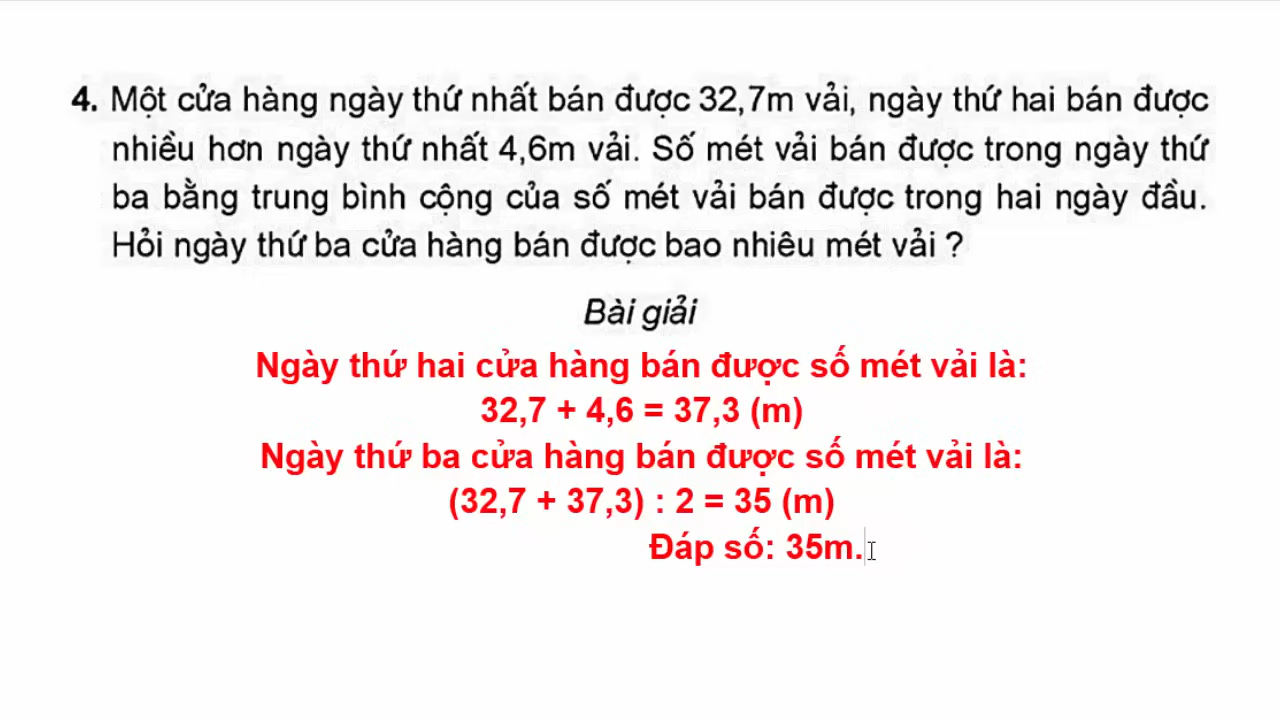 4. Một cửa hàng ngày thứ nhất bán được 32,7m vải, ngày thứ hai bán được
nhiều hơn ngày thứ nhất 4,6m vải. Số mét vải bán được trong ngày thứ
ba bằng trung bình cộng của số mét vải bán được trong hai ngày đầu.
Hỏi ngày thứ ba cửa hàng bán được bao nhiêu mét vải ?
Bài giải
Ngày thứ hai cửa hàng bán được số mét vải là:
32,7 + 4,6 = 37,3 (m)
Ngày thứ ba cửa hàng bán được số mét vải là:
(32,7 + 37,3) : 2 = 35 (m)
Đáp số: 35m.